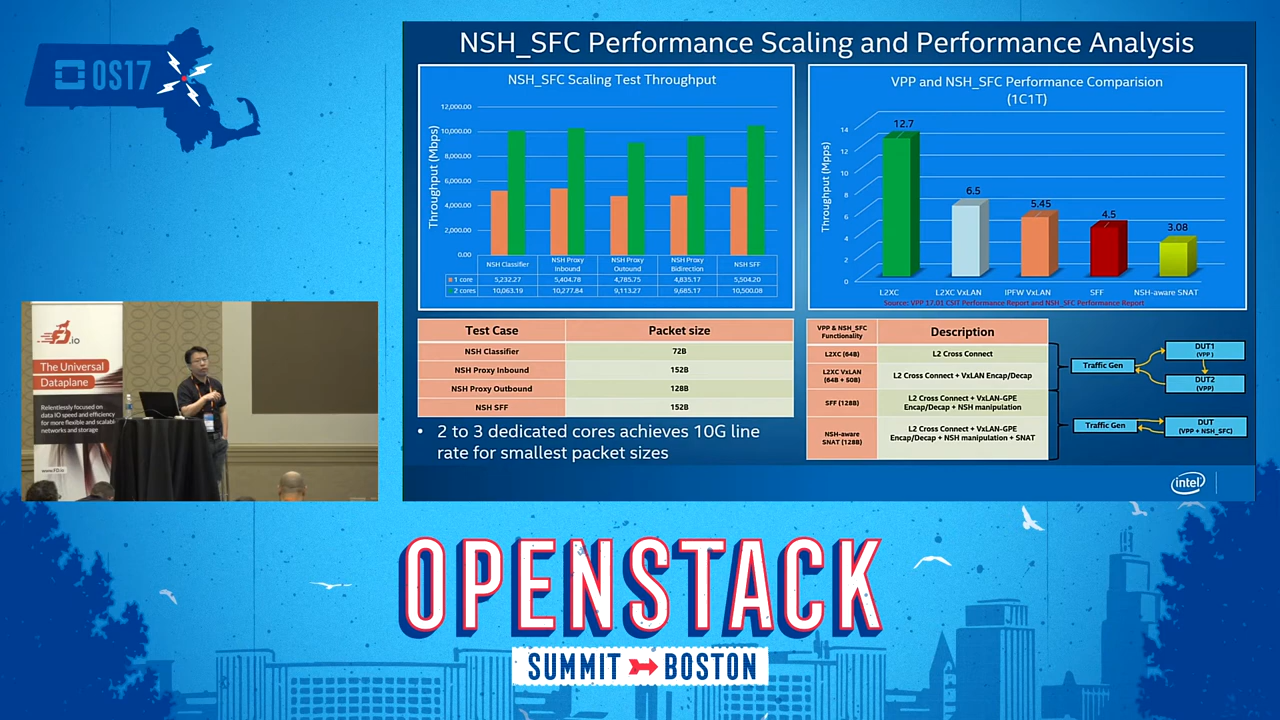 OS17
NSH_SFC Performance Scaling and Performance Analysis
NSH_SFC Scaling Test Throughput
Throughput (Mbps)
12,000.00
10,000.00
8,000.00
6,000.00
4,000.00
2,000.00
0.00
NSH Classifier
NSH Proxy
Inbound
NSH Proxy
Outound
NSH Proxy
Bidirection
NSH SFF
1 core 5,232.27 5,404.78 4,785.75 4,835.17 5,504.20
2 cores 10,063.19 10,277.84 9,113.27 9,685.17 10,500.08
VPP and NSH_SFC Performance Comparision
(1C1T)
Throughput (Mpps)
14
12
10
8
6
4
2
0
12.7
6.5
5.45
4.5
3.08
L2XC L2XC VxLAN IPFW VxLAN SFF NSH-aware SNAT
Source: VPP 17.01 CSIT Performance Report and NSH_SFC Performance Report
Test Case Packet size
NSH Classifier 72B
NSH Proxy Inbound 152B
NSH Proxy Outbound 128B
NSH SFF 152B
• 2 to 3 dedicated cores achieves 10G line
rate for smallest packet sizes
VPP & NSH_SFC
Functionality
Description
L2XC (64B) L2 Cross Connect
L2XC VxLAN
(64B + 50B)
L2 Cross Connect + VxLAN Encap/Decap
SFF (128B)
L2 Cross Connect + VxLAN-GPE
Encap/Decap + NSH manipulation
NSH-aware
SNAT (128B)
L2 Cross Connect + VxLAN-GPE
Encap/Decap + NSH manipulation + SNAT
Traffic Gen
DUT1
(VPP )
DUT2
(VPP)
Traffic Gen
DUT
(VPP + NSH_SFC)
intel
FD.io
The Universal
Dataplane
Relentlessly focused on
data IO speed and efficiency
for more flexible and scalabl
networks and storage
www.FD.io
OPENSTACK
SUMMIT BOSTON